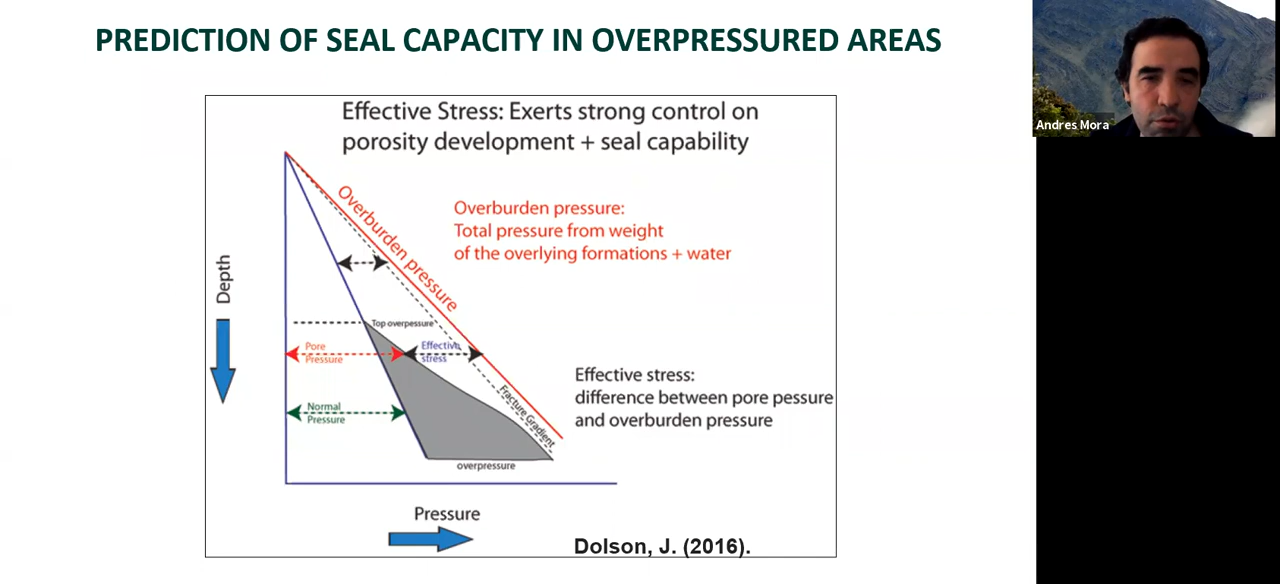 PREDICTION OF SEAL CAPACITY IN OVERPRESSURED AREAS
Andres Mora
Effective Stress: Exerts strong control on
porosity development + seal capability
Overburden pressure
Overburden pressure:
Total pressure from weight
of the overlying formations + water
Depth
Top overpesure
Pore
Pressure
Effective
stress
Effective stress:
difference between pore pessure
and overburden pressure
Fracture Gradient
Normal
Pressure
overpressure
Pressure
Dolson, J. (2016).